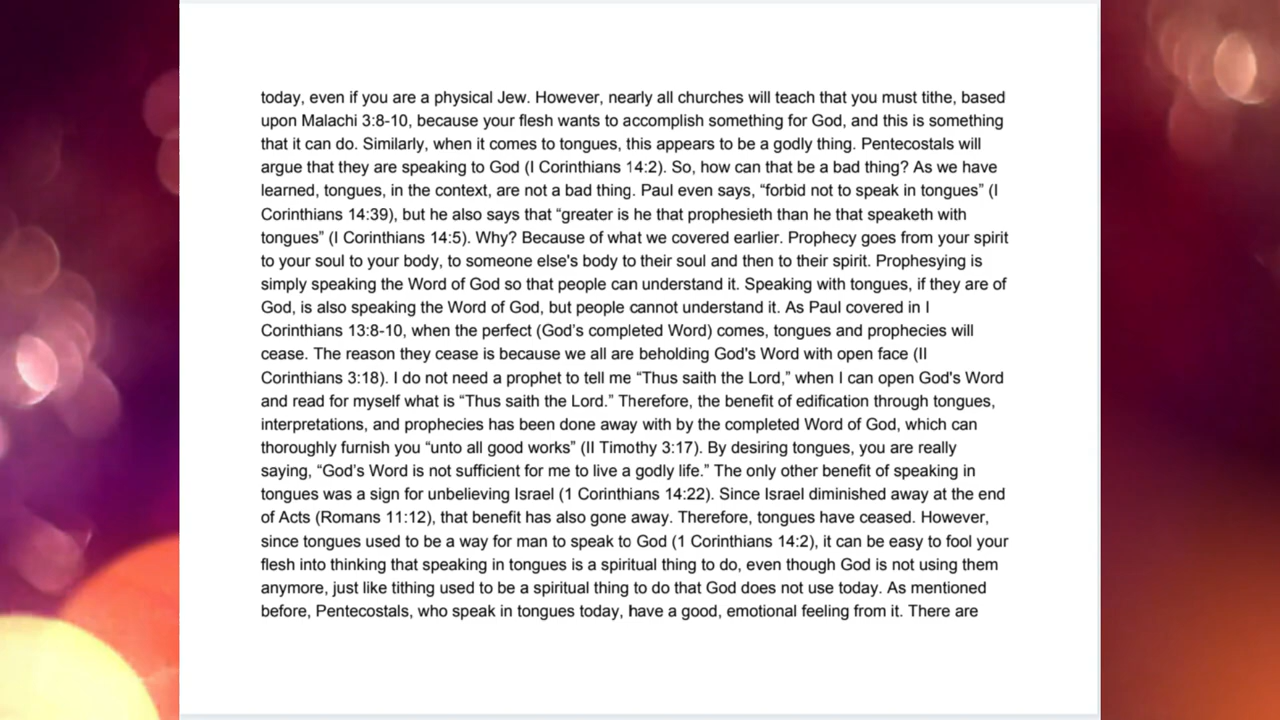 today, even if you are a physical Jew. However, nearly all churches will teach that you must tithe, based
upon Malachi 3:8-10, because your flesh wants to accomplish something for God, and this is something
that it can do. Similarly, when it comes to tongues, this appears to be a godly thing. Pentecostals will
argue that they are speaking to God (I Corinthians 14:2). So, how can that be a bad thing? As we have
learned, tongues, in the context, are not a bad thing. Paul even says, “forbid not to speak in tongues” (I
Corinthians 14:39), but he also says that “greater is he that prophesieth than he that speaketh with
tongues” (I Corinthians 14:5). Why? Because of what we covered earlier. Prophecy goes from your spirit
to your soul to your body, to someone else's body to their soul and then to their spirit. Prophesying is
simply speaking the Word of God so that people can understand it. Speaking with tongues, if they are of
God, is also speaking the Word of God, but people cannot understand it. As Paul covered in I
Corinthians 13:8-10, when the perfect (God’s completed Word) comes, tongues and prophecies will
cease. The reason they cease is because we all are beholding God's Word with open face (II
Corinthians 3:18). I do not need a prophet to tell me “Thus saith the Lord,” when I can open God's Word
and read for myself what is “Thus saith the Lord.” Therefore, the benefit of edification through tongues,
interpretations, and prophecies has been done away with by the completed Word of God, which can
thoroughly furnish you “unto all good works” (II Timothy 3:17). By desiring tongues, you are really
saying, “God’s Word is not sufficient for me to live a godly life.” The only other benefit of speaking in
tongues was a sign for unbelieving Israel (1 Corinthians 14:22). Since Israel diminished away at the end
of Acts (Romans 11:12), that benefit has also gone away. Therefore, tongues have ceased. However,
since tongues used to be a way for man to speak to God (1 Corinthians 14:2), it can be easy to fool your
flesh into thinking that speaking in tongues is a spiritual thing to do, even though God is not using them
anymore, just like tithing used to be a spiritual thing to do that God does not use today. As mentioned
before, Pentecostals, who speak in tongues today, have a good, emotional feeling from it. There are